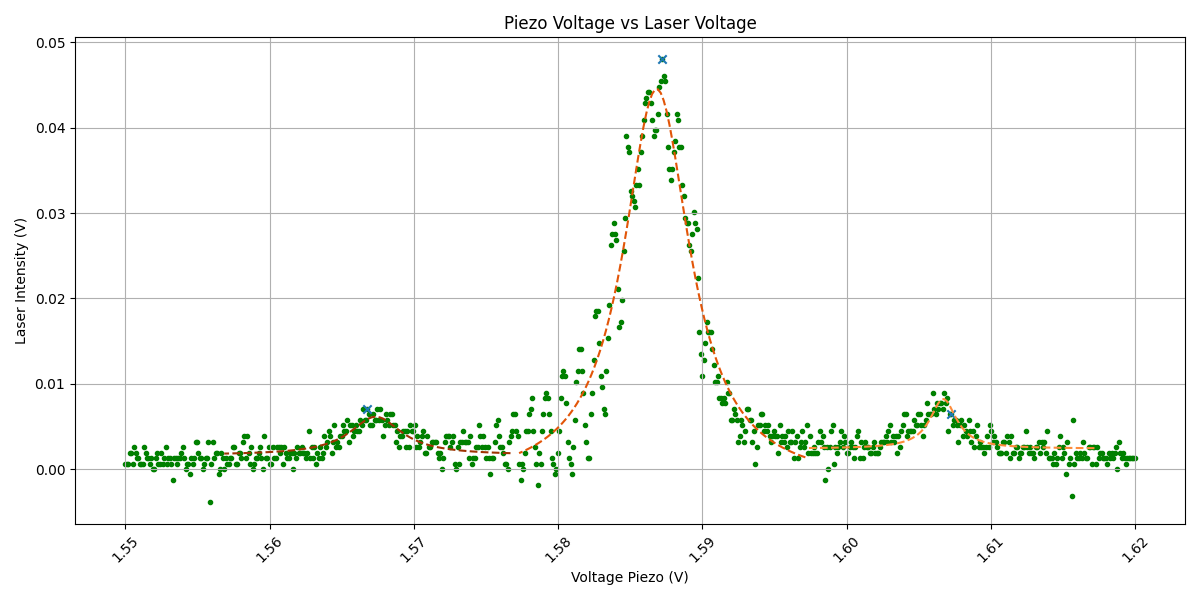 Piezo Voltage vs Laser Voltage
Laser Intensity (V)
0.05
0.04
0.03
0.02
0.01
0.00
1.55 1.56 1.57 1.58 1.59 1.60 1.61 1.62
Voltage Piezo (V)